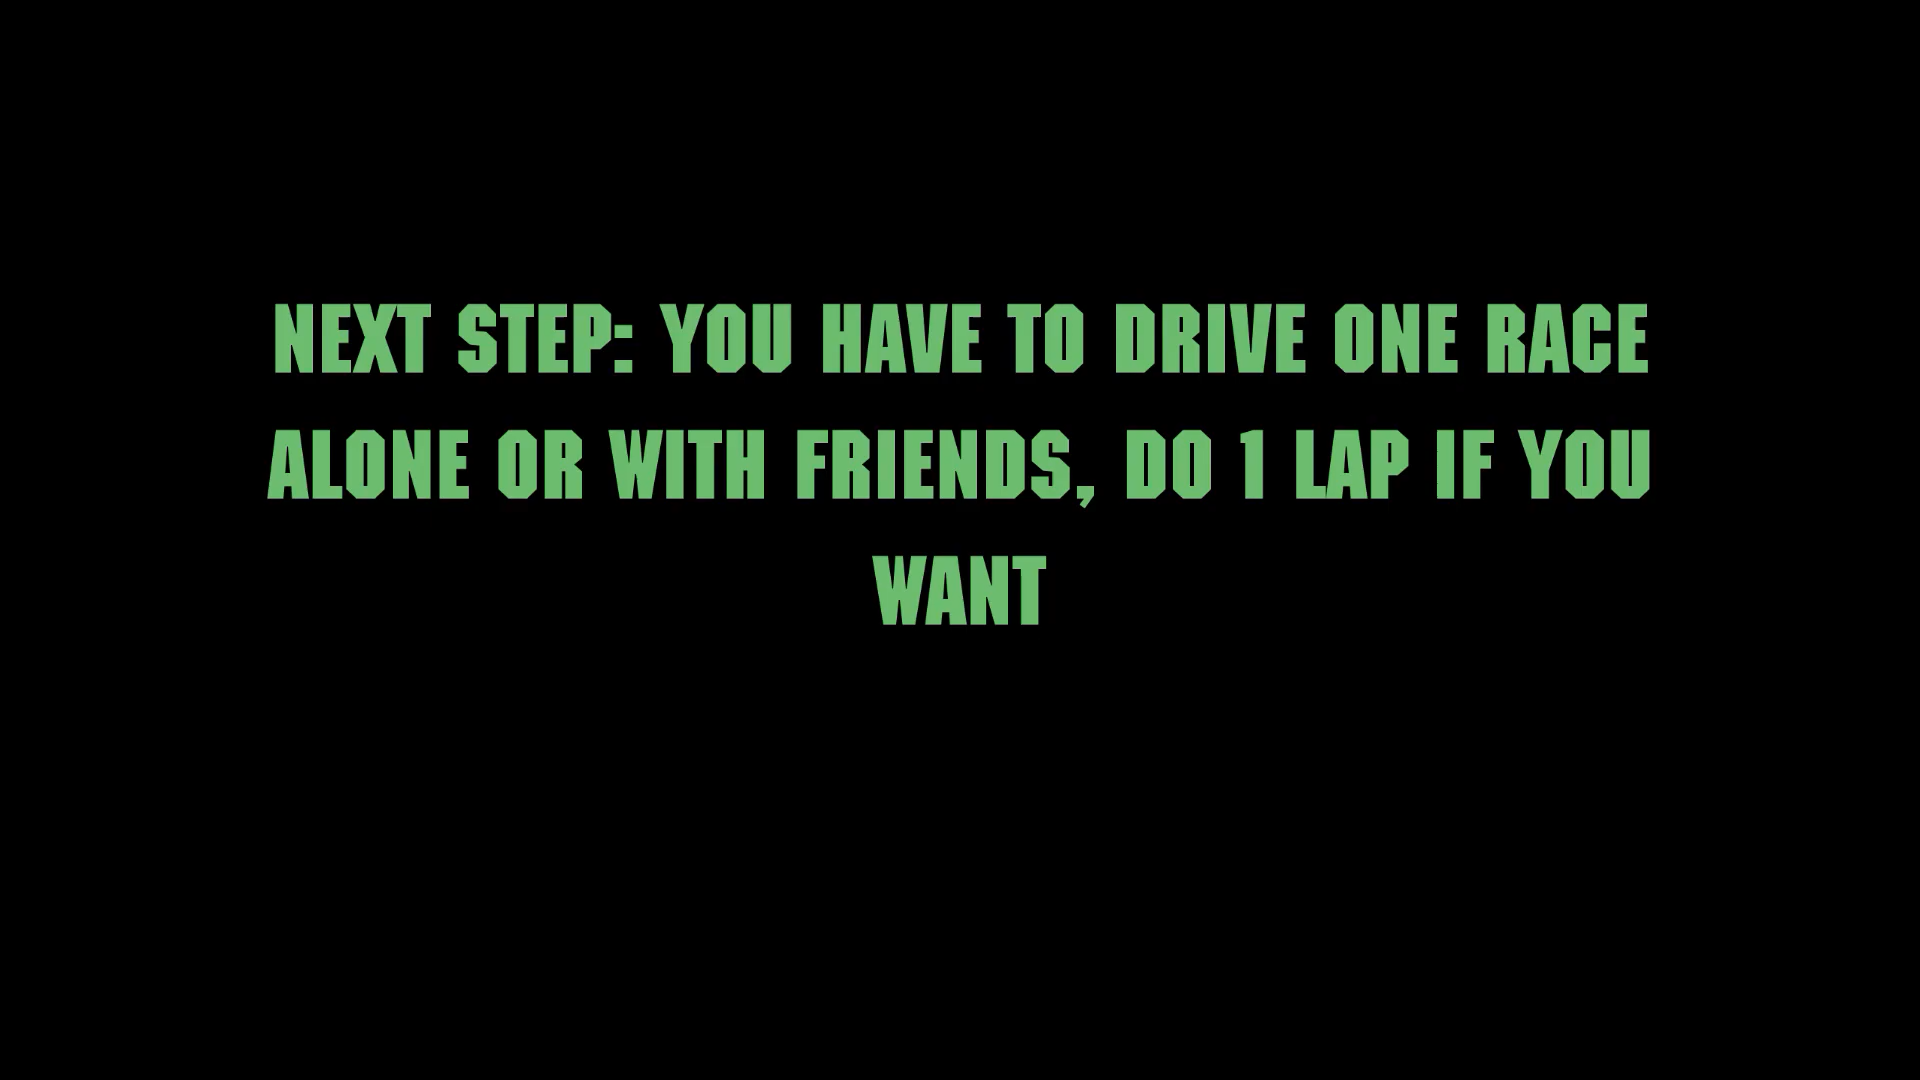 NEXT STEP: YOU HAVE TO DRIVE ONE RACE
ALONE OR WITH FRIENDS, DO 1 LAP IF YOU
WANT